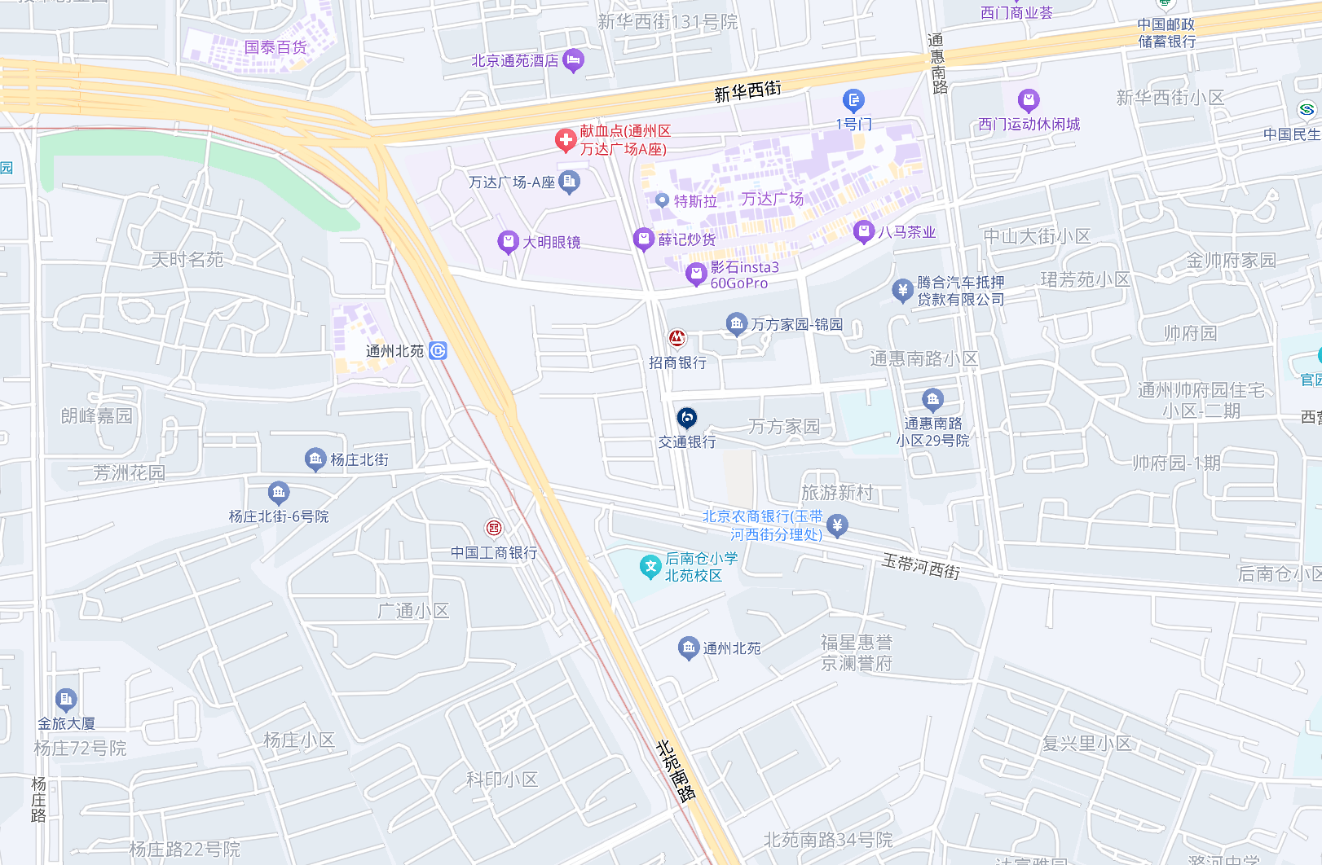 新华西街131号院
西门商业荟
中国邮政
储蓄银行
国泰百货
北京通苑酒店
通惠南路
新华西街
新华西街小区
1号门
西门运动休闲城
中国民生
献血点(通州区
万达广场A座)
园
万达广场-A座
特斯拉
万达广场
大明眼镜
薛记炒货
八马茶业
中山大街小区
天时名苑
影石insta3
60GoPro
珺芳苑小区
金帅府家园
腾合汽车抵押
贷款有限公司
万方家园-锦园
帅府园
通州北苑
招商银行
通惠南路小区
官园
通州帅府园住宅
小区-二期
朗峰嘉园
万方家园
通惠南路
小区29号院
西营
交通银行
杨庄北街
芳洲花园
帅府园-1期
旅游新村
杨庄北街-6号院
北京农商银行(玉带
河西街分理处)
中国工商银行
后南仓小学
北苑校区
玉带河西街
后南仓小区
广通小区
通州北苑
福星惠誉
京澜誉府
金旅大厦
杨庄72号院
杨庄小区
复兴里小区
北苑南路
科印小区
杨庄路
杨庄路22号院
北苑南路34号院
潞河中学